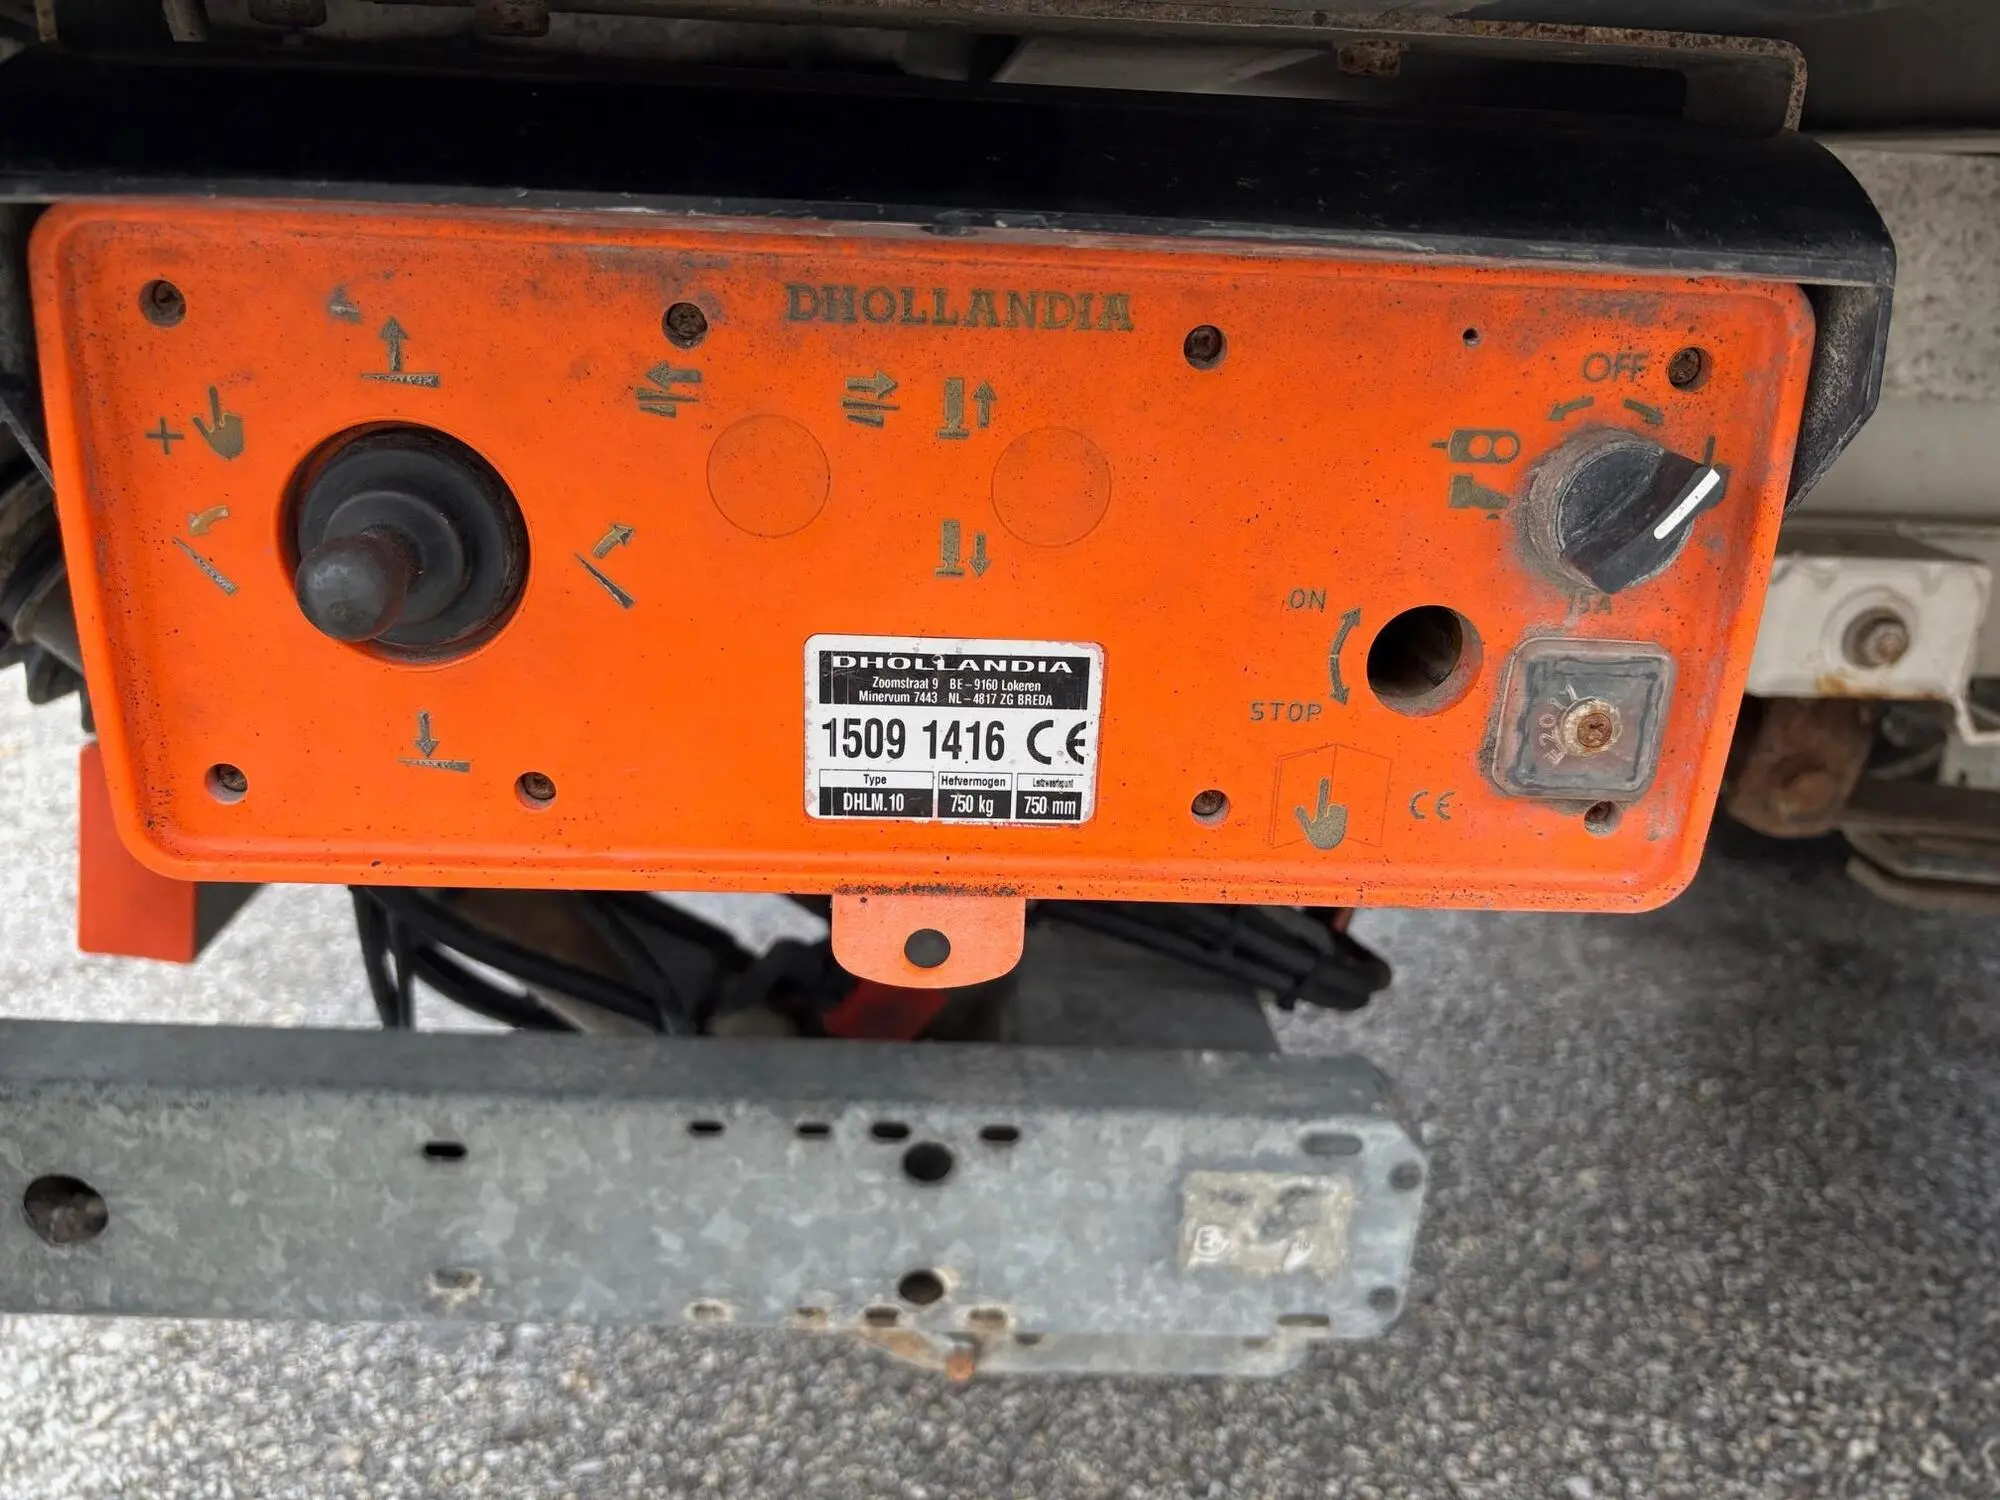 DHOLLANDIA
OFF
ON
15A
STOP
DHOLLANDIA
Zoomstraat 9 BE-9160 Lokeren
Minervum 7443 NL-4817 ZG BREDA
1509 1416 CE
Type Hefvermogen
DHLM.10 750 kg 750 mm
CE